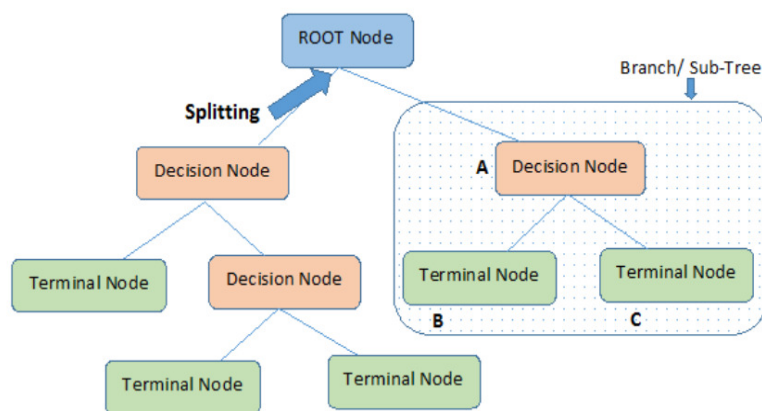 ROOT Node
Branch/ Sub-Tree
Splitting
Decision Node
A
Decision Node
Terminal Node
Decision Node
Terminal Node
Terminal Node
B
C
Terminal Node
Terminal Node